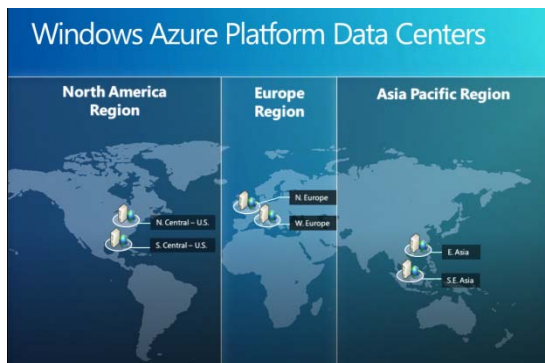 Windows Azure Platform Data Centers
North America
Region
Europe
Region
Asia Pacific Region
N. Central – U.S.
S. Central – U.S.
N. Europe
W. Europe
E. Asia
S.E. Asia